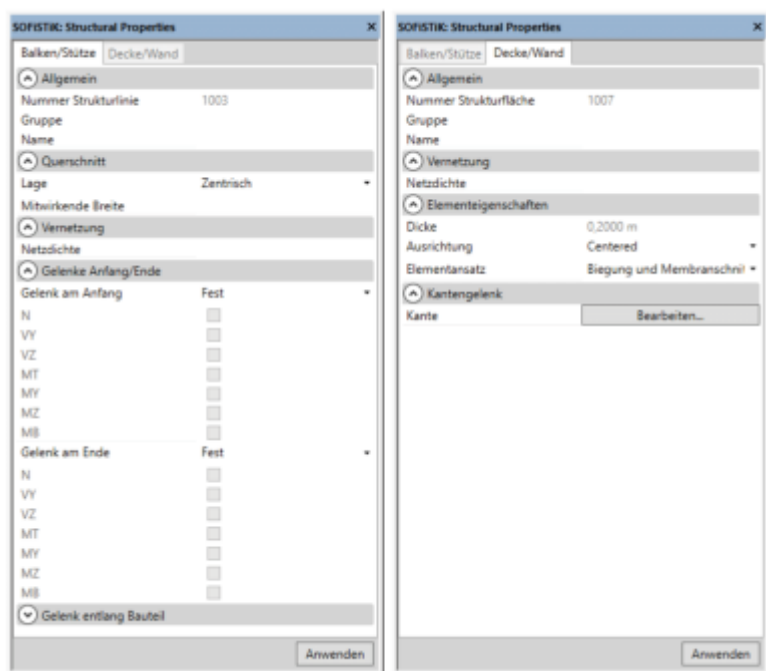 SOFiSTiK: Structural Properties ×
Balken/Stütze Decke/Wand
Allgemein
Nummer Strukturlinie 1003
Gruppe
Name
Querschnitt
Lage Zentrisch
Mitwirkende Breite
Vernetzung
Netzdichte
Gelenke Anfang/Ende
Gelenk am Anfang Fest
N
VY
VZ
MT
MY
MZ
MB
Gelenk am Ende Fest
N
VY
VZ
MT
MY
MZ
MB
Gelenk entlang Bauteil
Anwenden
SOFiSTiK: Structural Properties ×
Balken/Stütze Decke/Wand
Allgemein
Nummer Strukturfläche 1007
Gruppe
Name
Vernetzung
Netzdichte
Elementeigenschaften
Dicke 0,2000 m
Ausrichtung Centered
Elementansatz Biegung und Membranschnit
Kantengelenk
Kante Bearbeiten...
Anwenden